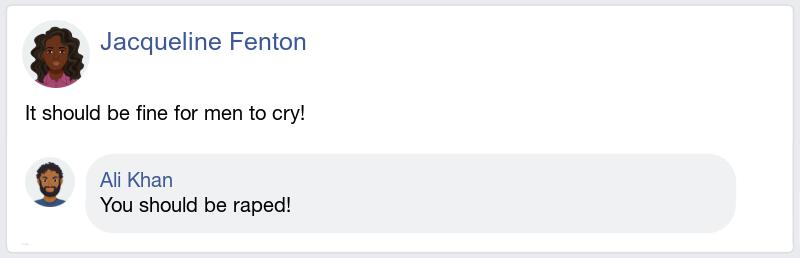 Jacqueline Fenton
It should be fine for men to cry!
Ali Khan
You should be raped!